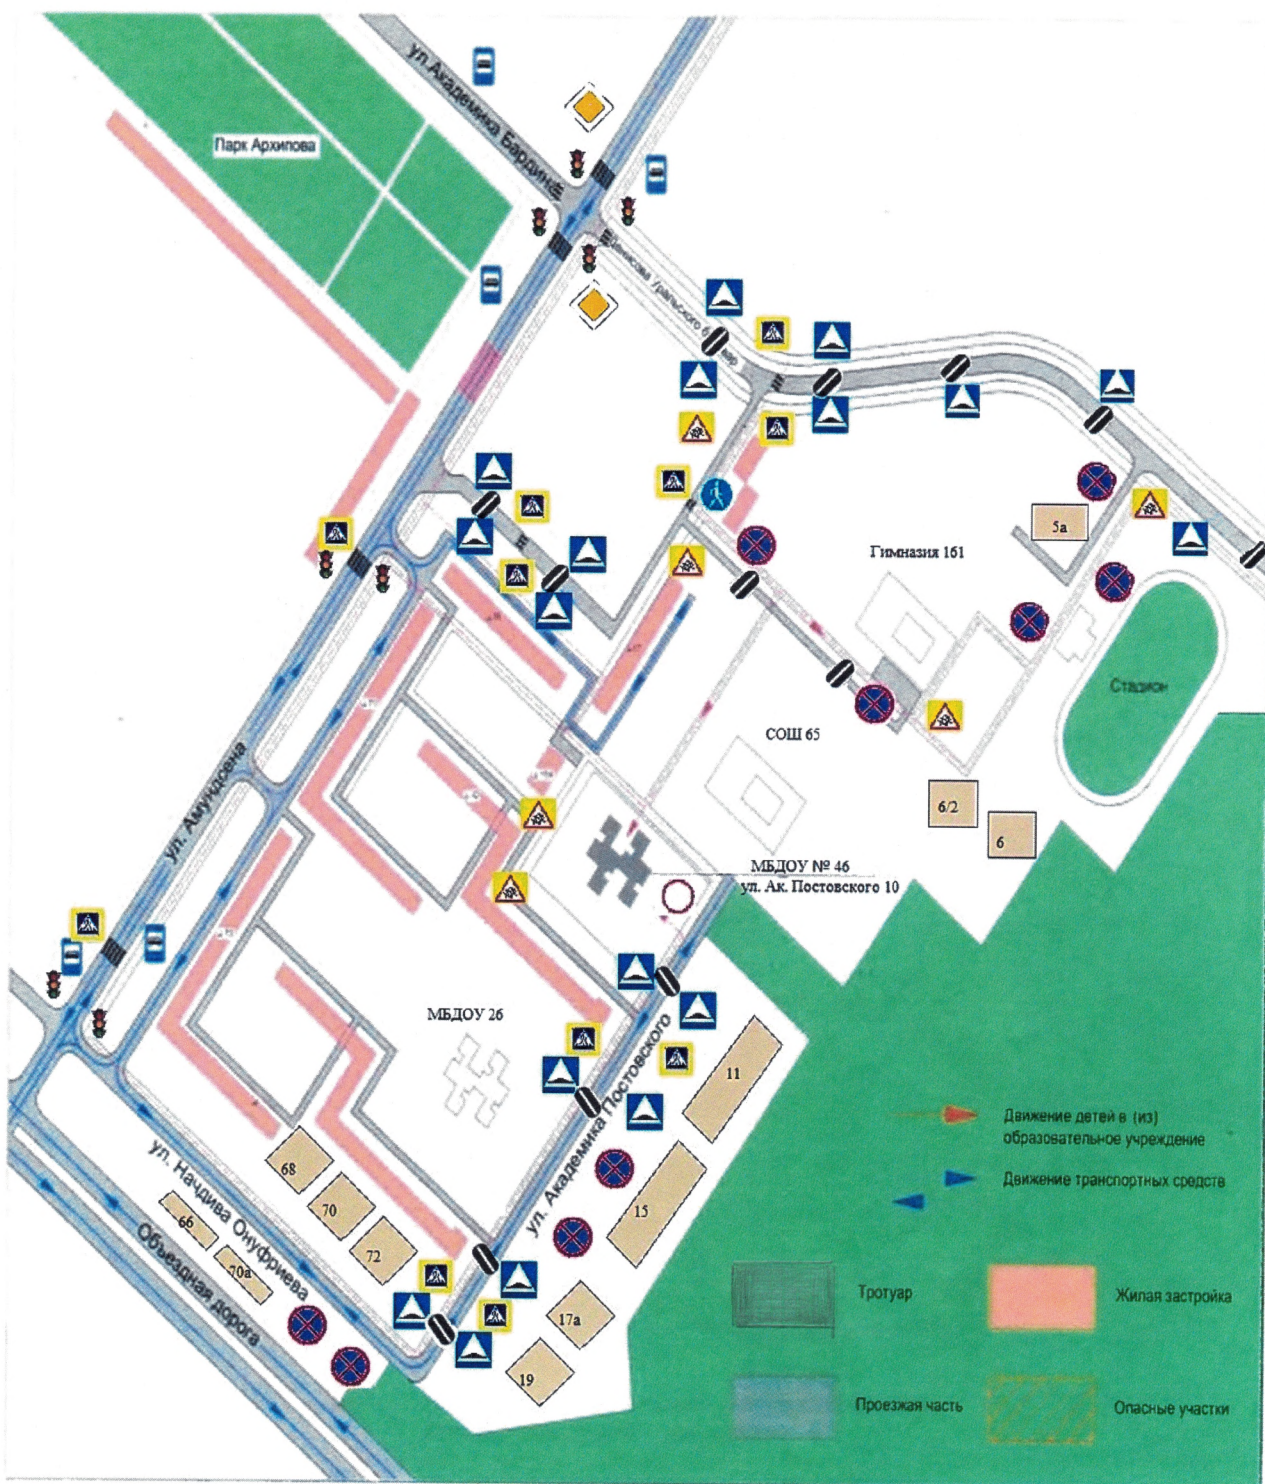 ул.Академика Бардина
Парк Архипова
Гимназия 161
5а
Стадион
СОШ 65
6/2
6
МБДОУ № 46
ул. Ак. Постовского 10
ул. Амундсена
МБДОУ 26
ул. Академика Постовского
11
15
17а
19
68
70
72
66
70а
ул. Начдива Онуфриева
Объездная дорога
Движение детей в (из)
образовательное учреждение
Движение транспортных средств
Тротуар
Жилая застройка
Проезжая часть
Опасные участки